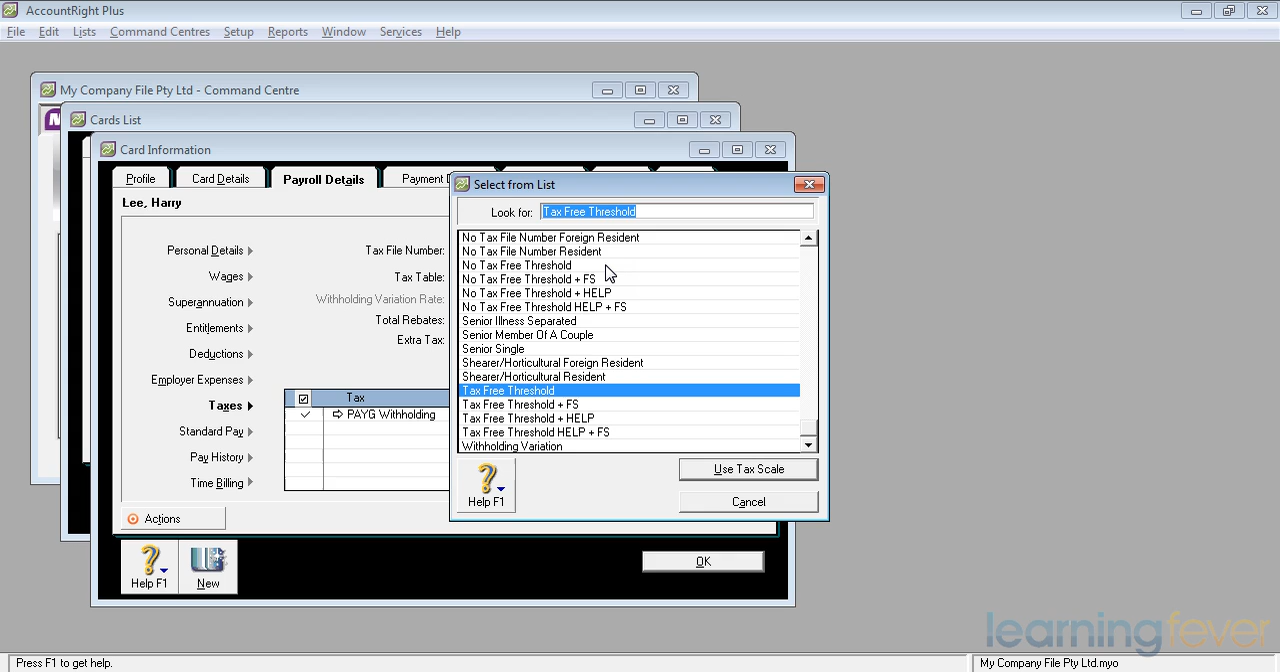 AccountRight Plus
File Edit Lists Command Centres Setup Reports Window Services Help
My Company File Pty Ltd - Command Centre
Cards List
Card Information
Profile Card Details Payroll Details Payment
Lee, Harry
Personal Details
Wages
Superannuation
Entitlements
Deductions
Employer Expenses
Taxes
Standard Pay
Pay History
Time Billing
Tax File Number:
Tax Table:
Withholding Variation Rate:
Total Rebates:
Extra Tax:
Tax
PAYG Withholding
Actions
Help F1
New
OK
Select from List
Look for: Tax Free Threshold
No Tax File Number Foreign Resident
No Tax File Number Resident
No Tax Free Threshold
No Tax Free Threshold + FS
No Tax Free Threshold + HELP
No Tax Free Threshold HELP + FS
Senior Illness Separated
Senior Member Of A Couple
Senior Single
Shearer/Horticultural Foreign Resident
Shearer/Horticultural Resident
Tax Free Threshold
Tax Free Threshold + FS
Tax Free Threshold + HELP
Tax Free Threshold HELP + FS
Withholding Variation
Help F1
Use Tax Scale
Cancel
learningfever
Press F1 to get help.
My Company File Pty Ltd.myo